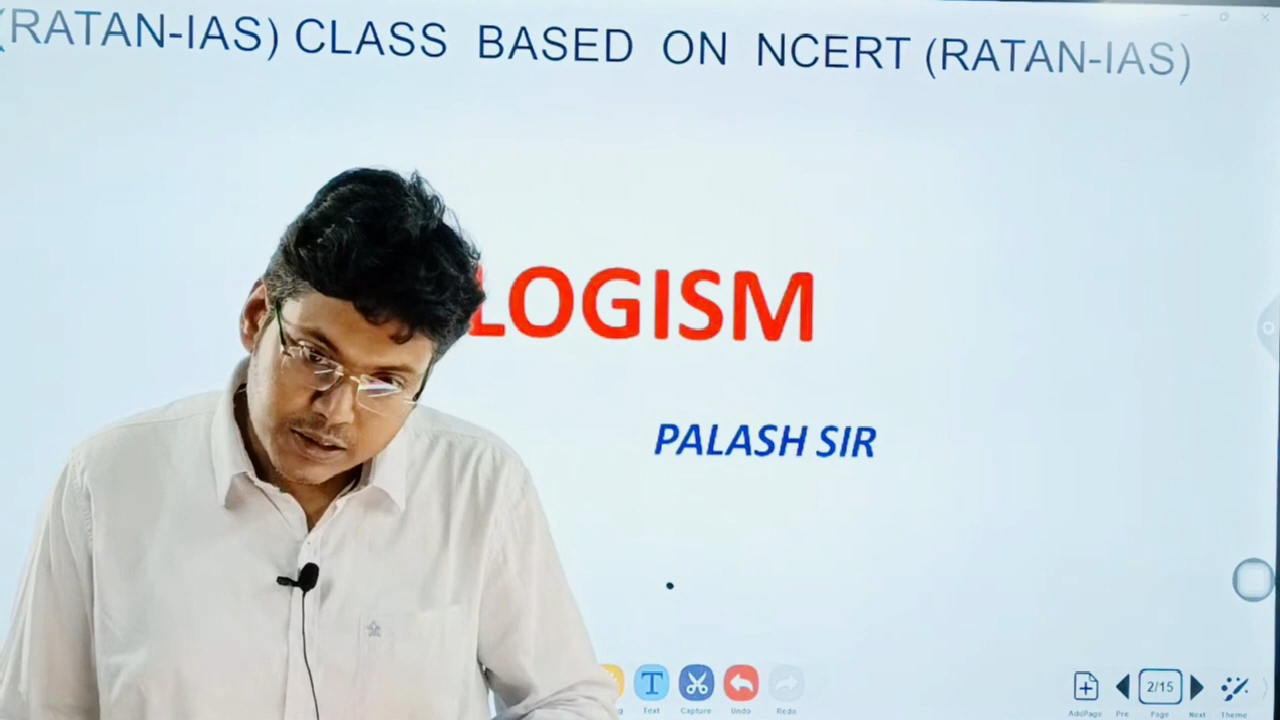 (RATAN-IAS) CLASS BASED ON NCERT (RATAN-IAS)
LOGISM
PALASH SIR
Text
Capture
Undo
Redo
AddPage
Pre
2/15
Page
Next
Theme